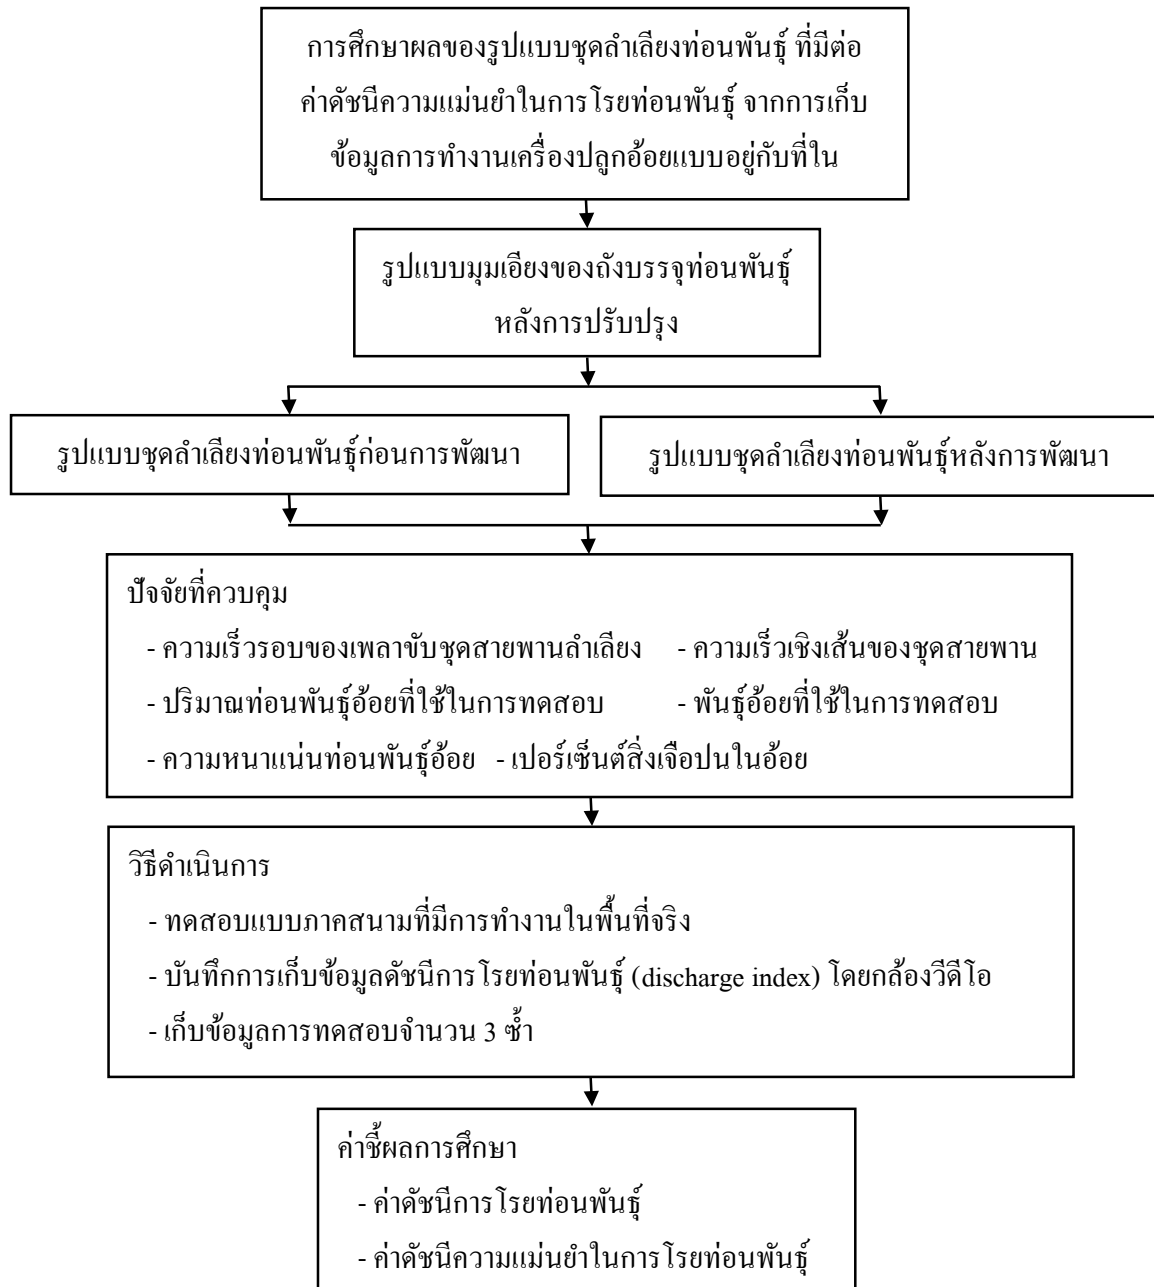 การศึกษาผลของรูปแบบชุดลำเลียงท่อนพันธุ์ ที่มีต่อ
ค่าดัชนีความแม่นยำในการโรยท่อนพันธุ์ จากการเก็บ
ข้อมูลการทำงานเครื่องปลูกอ้อยแบบอยู่กับที่ใน
รูปแบบมุมเอียงของถังบรรจุท่อนพันธุ์
หลังการปรับปรุง
รูปแบบชุดลำเลียงท่อนพันธุ์ก่อนการพัฒนา
รูปแบบชุดลำเลียงท่อนพันธุ์หลังการพัฒนา
ปัจจัยที่ควบคุม
- ความเร็วรอบของเพลาขับชุดสายพานลำเลียง - ความเร็วเชิงเส้นของชุดสายพาน
- ปริมาณท่อนพันธุ์อ้อยที่ใช้ในการทดสอบ - พันธุ์อ้อยที่ใช้ในการทดสอบ
- ความหนาแน่นท่อนพันธุ์อ้อย - เปอร์เซ็นต์สิ่งเจือปนในอ้อย
วิธีดำเนินการ
- ทดสอบแบบภาคสนามที่มีการทำงานในพื้นที่จริง
- บันทึกการเก็บข้อมูลดัชนีการโรยท่อนพันธุ์ (discharge index) โดยกล้องวีดีโอ
- เก็บข้อมูลการทดสอบจำนวน 3 ซ้ำ
ค่าชี้ผลการศึกษา
- ค่าดัชนีการโรยท่อนพันธุ์
- ค่าดัชนีความแม่นยำในการโรยท่อนพันธุ์